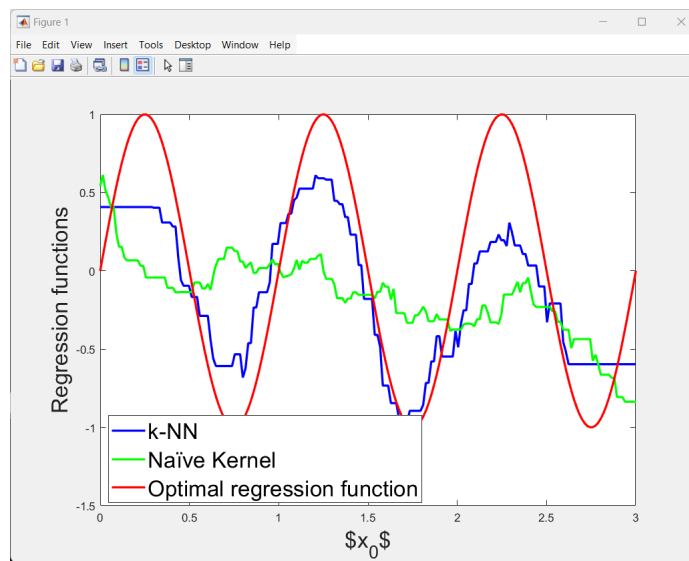 Figure 1
File Edit View Insert Tools Desktop Window Help
1
0.5
0
-0.5
-1
-1.5
Regression functions
k-NN
Naïve Kernel
Optimal regression function
0 0.5 1 1.5 2 2.5 3
$x_0$